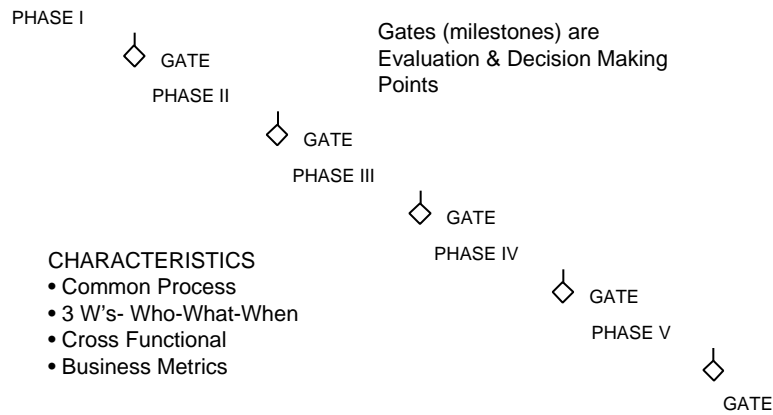 PHASE I
Gates (milestones) are
Evaluation & Decision Making
Points
GATE
PHASE II
GATE
PHASE III
GATE
PHASE IV
CHARACTERISTICS
• Common Process
• 3 W's- Who-What-When
• Cross Functional
• Business Metrics
GATE
PHASE V
GATE